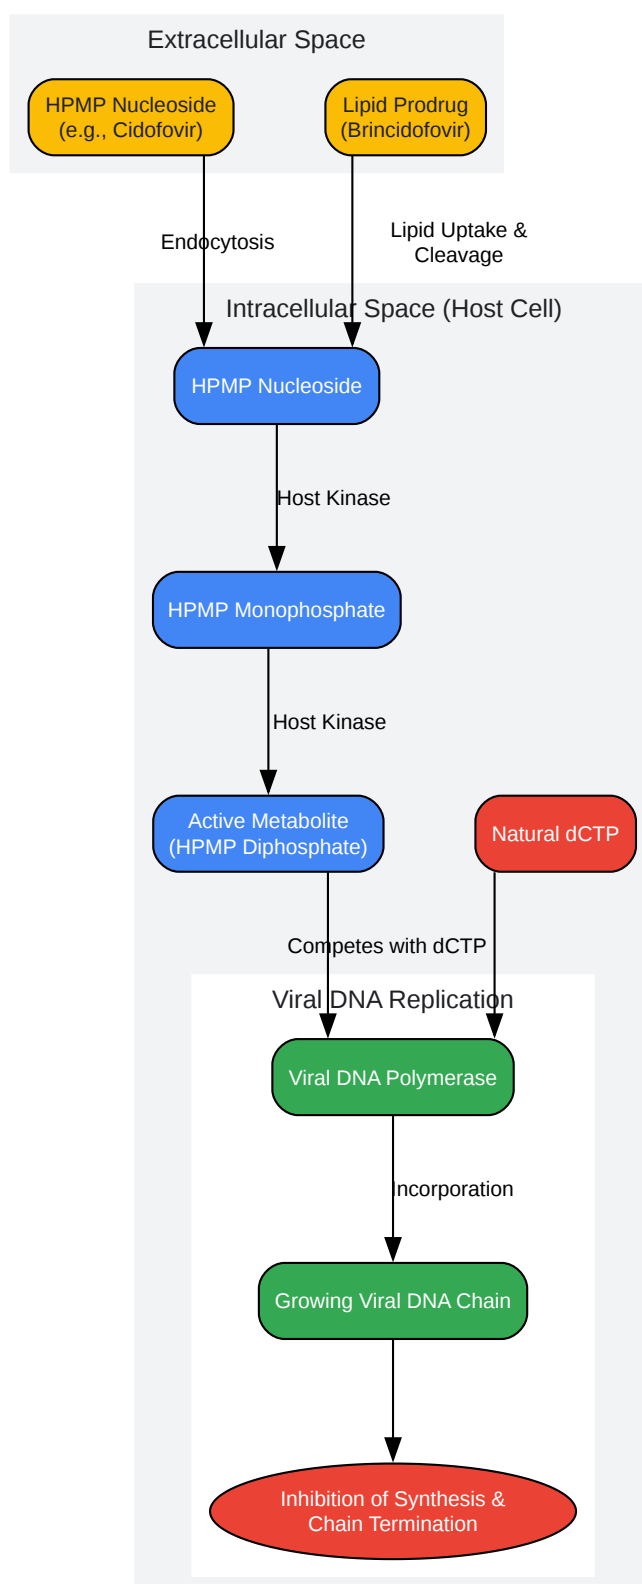 Extracellular Space
HPMP Nucleoside
(e.g., Cidofovir)
Lipid Prodrug
(Brincidofovir)
Endocytosis
Lipid Uptake &
Cleavage
Intracellular Space (Host Cell)
HPMP Nucleoside
Host Kinase
HPMP Monophosphate
Host Kinase
Active Metabolite
(HPMP Diphosphate)
Natural dCTP
Competes with dCTP
Viral DNA Replication
Viral DNA Polymerase
Incorporation
Growing Viral DNA Chain
Inhibition of Synthesis &
Chain Termination